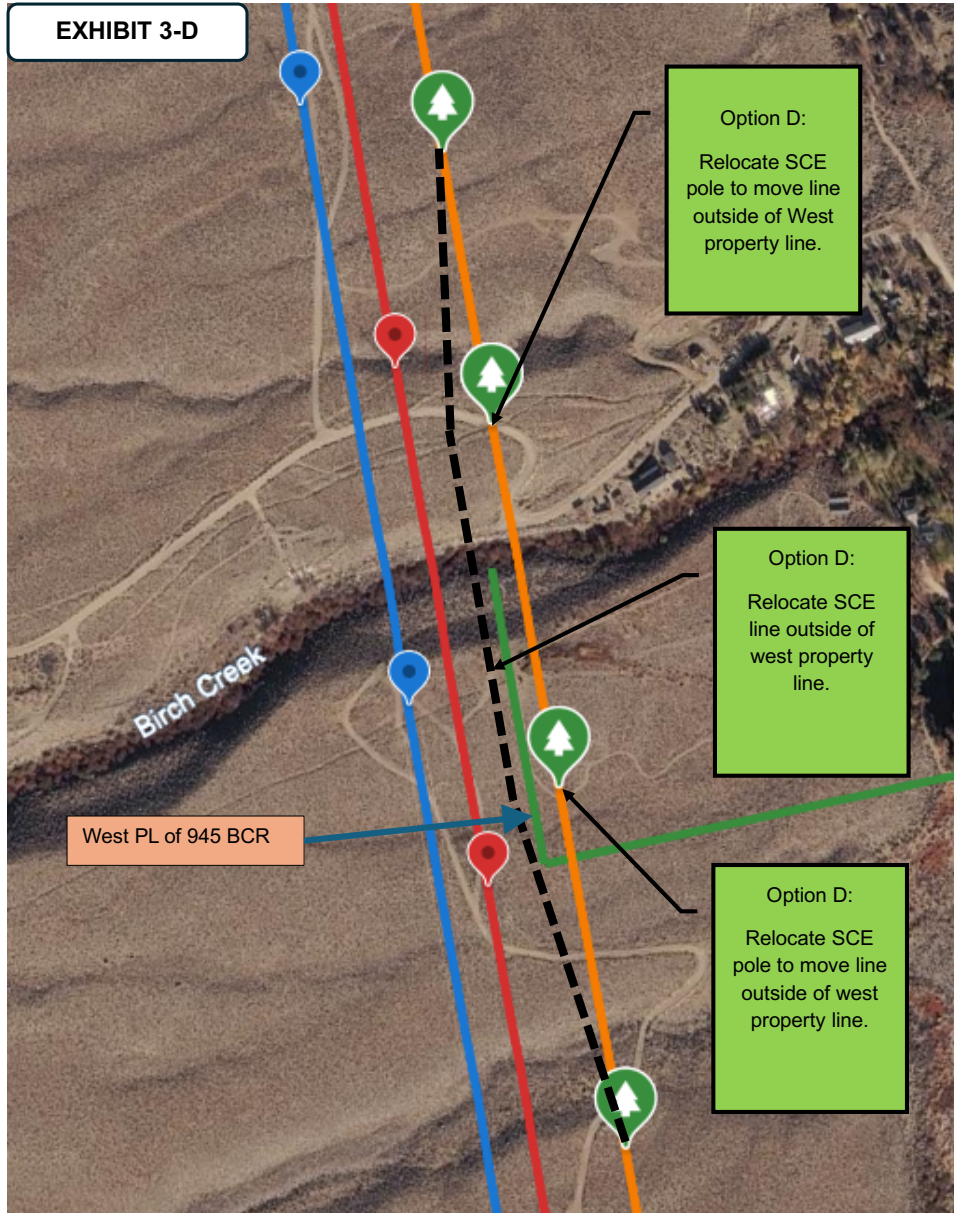 EXHIBIT 3-D
Option D:
Relocate SCE
pole to move line
outside of West
property line.
Option D:
Relocate SCE
line outside of
west property
line.
Birch Creek
West PL of 945 BCR
Option D:
Relocate SCE
pole to move line
outside of west
property line.